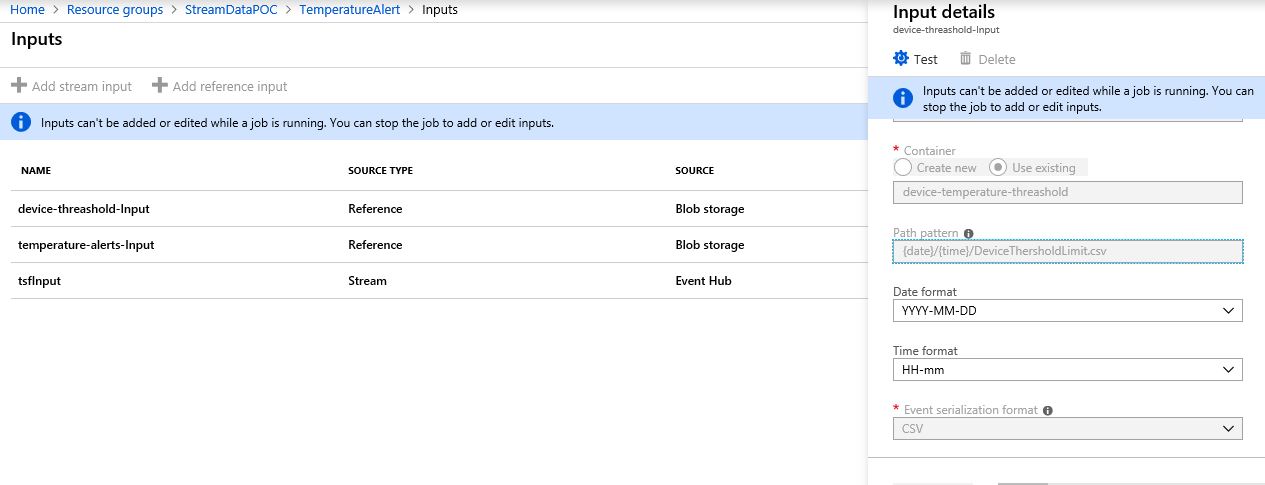 Home > Resource groups > StreamDataPOC > TemperatureAlert > Inputs
Inputs
Add stream input Add reference input
Inputs can't be added or edited while a job is running. You can stop the job to add or edit inputs.
NAME SOURCE TYPE SOURCE
device-threashold-Input Reference Blob storage
temperature-alerts-Input Reference Blob storage
tsfInput Stream Event Hub
Input details
device-threashold-Input
Test Delete
Inputs can't be added or edited while a job is running. You can
stop the job to add or edit inputs.
* Container
Create new Use existing
device-temperature-threashold
Path pattern
{date}/{time}/DeviceThersholdLimit.csv
Date format
YYYY-MM-DD
Time format
HH-mm
* Event serialization format
CSV